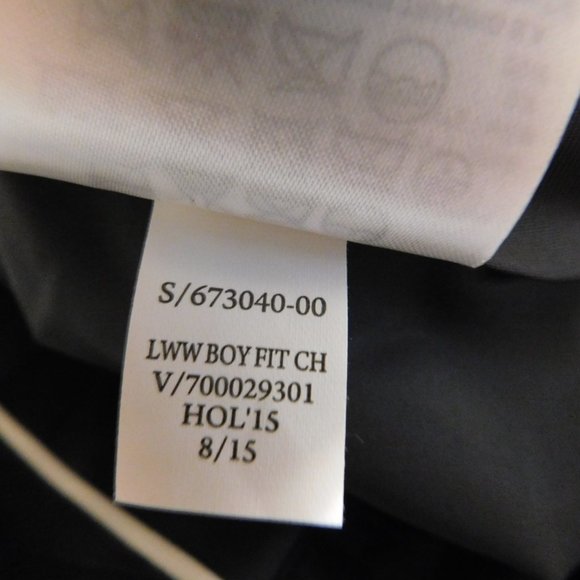 S/673040-00
LWW BOY FIT CH
V/700029301
HOL'15
8/15